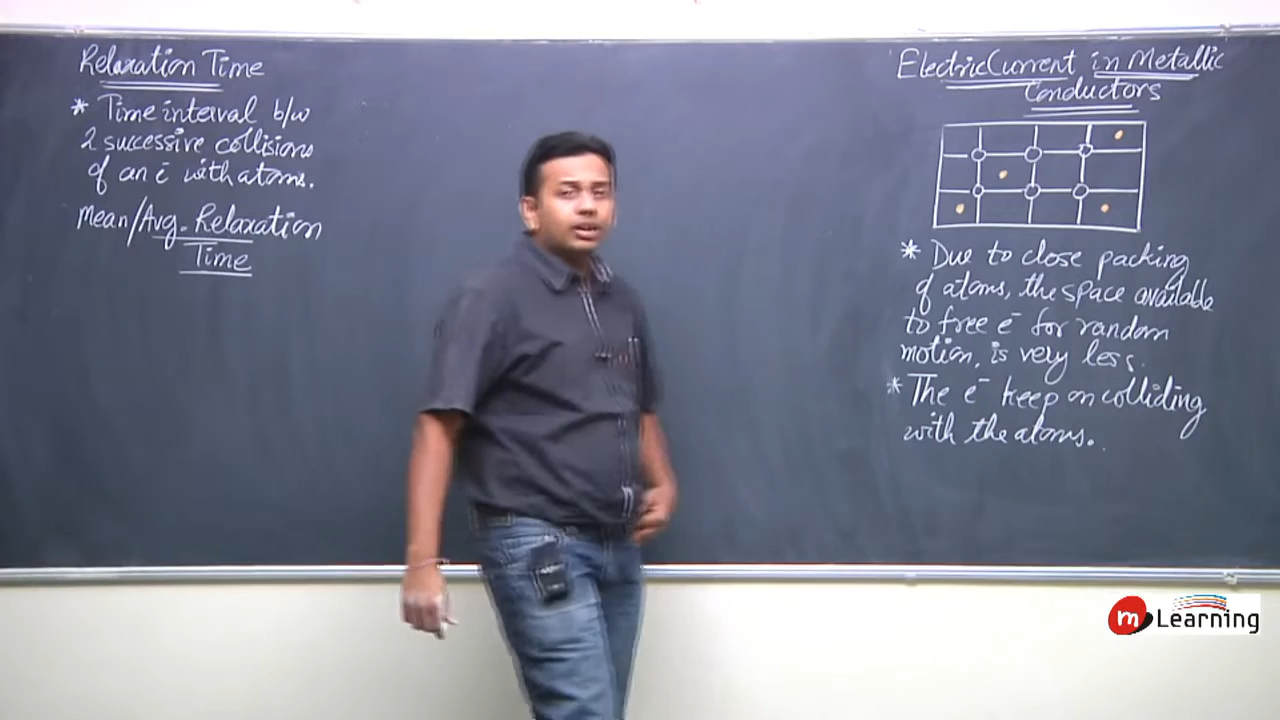 Relaxation Time
* Time interval b/w
2 successive collisions
of an e⁻ with atoms.
Mean/Avg. Relaxation
Time
Electric Current in Metallic
Conductors
* Due to close packing
of atoms, the space available
to free e⁻ for random
motion, is very less.
* The e⁻ keep on colliding
with the atoms.
m Learning